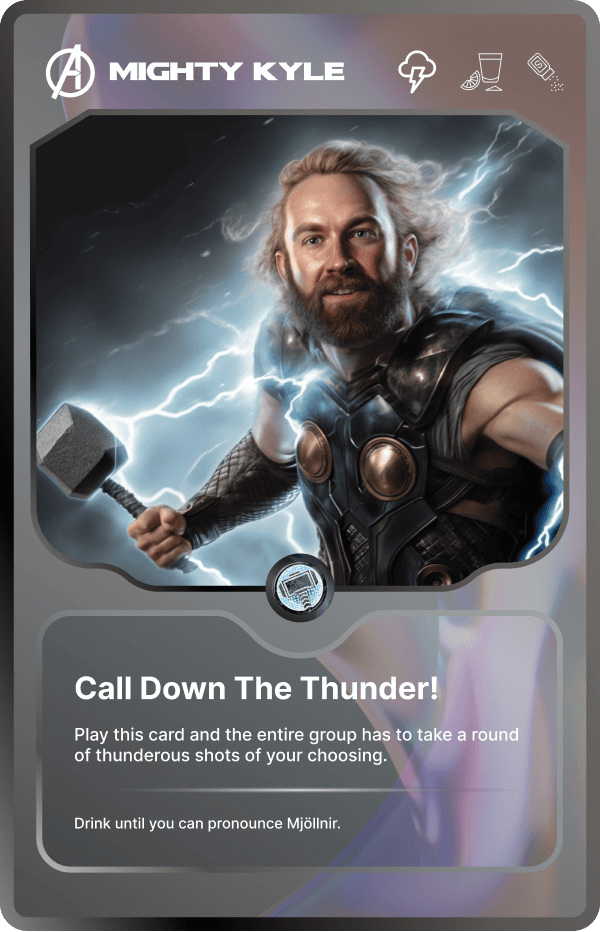 MIGHTY KYLE
Call Down The Thunder!
Play this card and the entire group has to take a round
of thunderous shots of your choosing.
Drink until you can pronounce Mjöllnir.